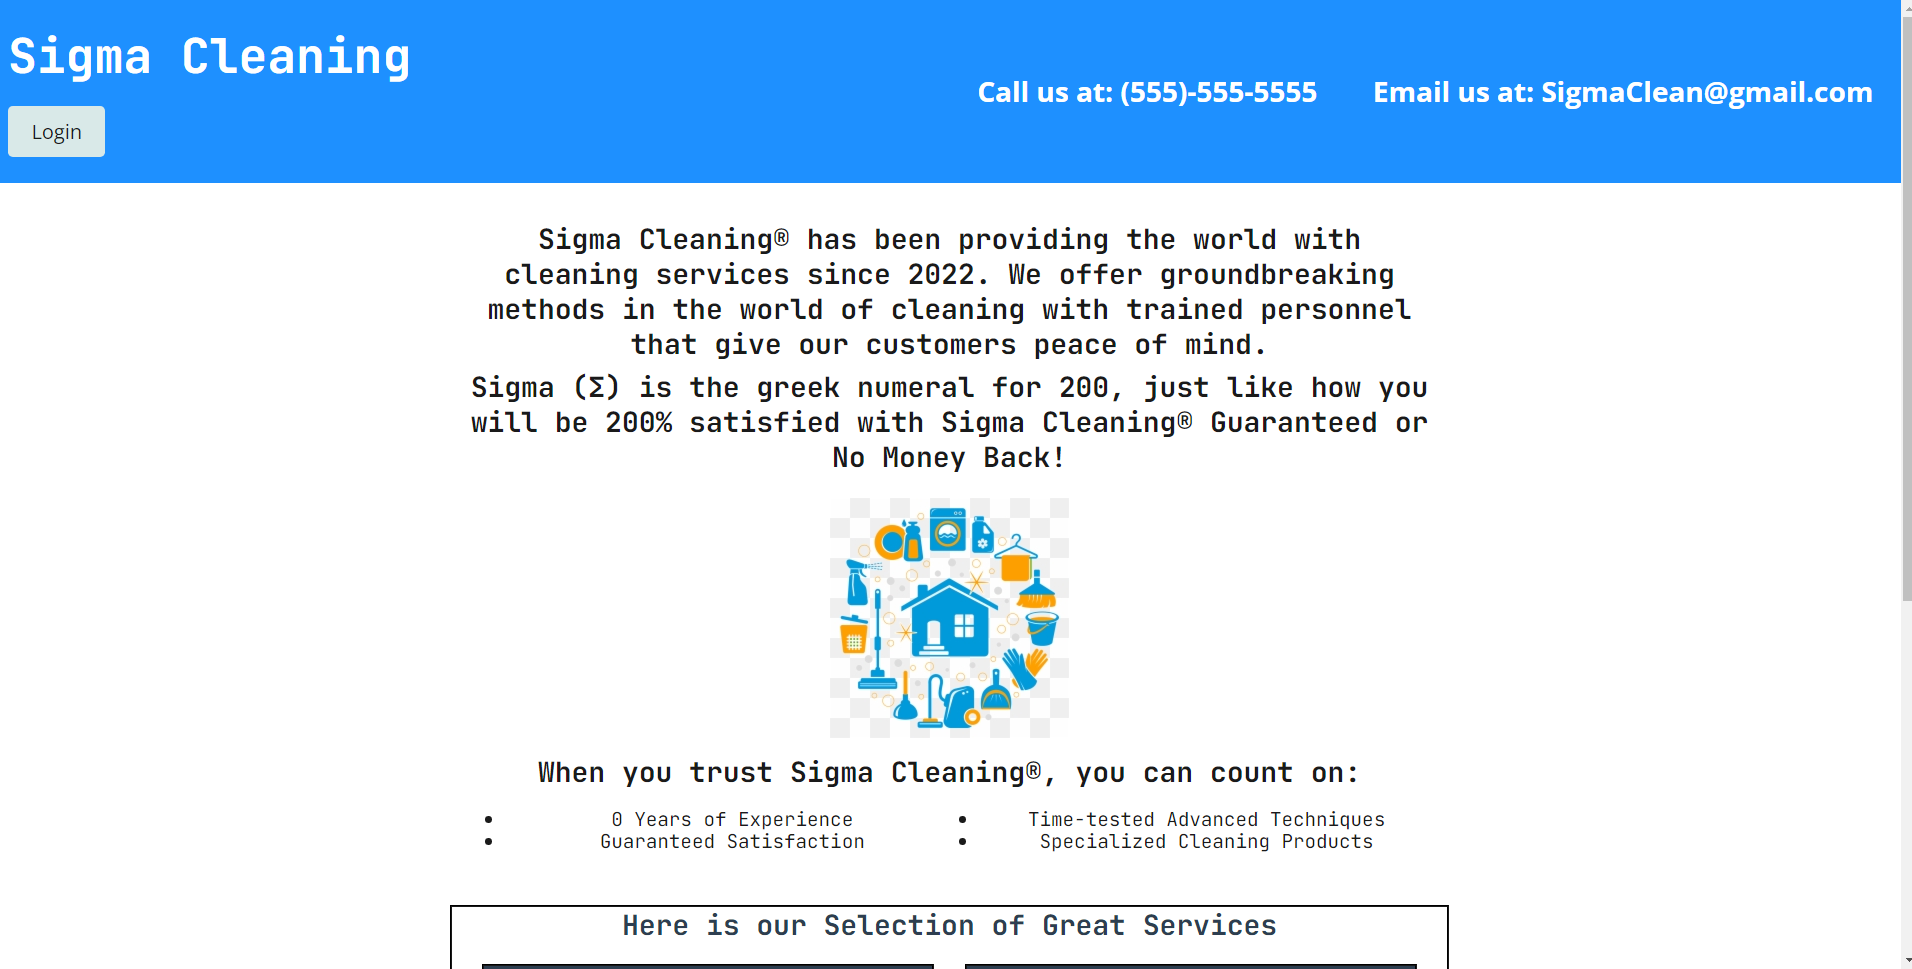 Sigma Cleaning
Login
Call us at: (555)-555-5555
Email us at: SigmaClean@gmail.com
Sigma Cleaning® has been providing the world with
cleaning services since 2022. We offer groundbreaking
methods in the world of cleaning with trained personnel
that give our customers peace of mind.
Sigma (Σ) is the greek numeral for 200, just like how you
will be 200% satisfied with Sigma Cleaning® Guaranteed or
No Money Back!
When you trust Sigma Cleaning®, you can count on:
• 0 Years of Experience
• Guaranteed Satisfaction
• Time-tested Advanced Techniques
• Specialized Cleaning Products
Here is our Selection of Great Services